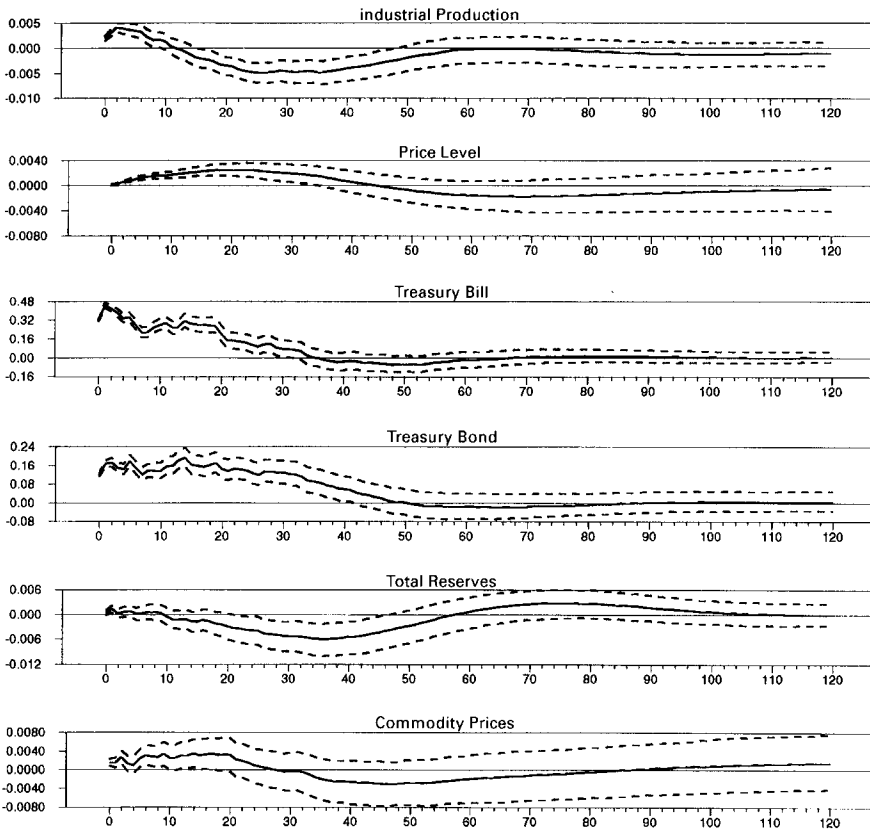 industrial Production
0.005
0.000
-0.005
-0.010
0 10 20 30 40 50 60 70 80 90 100 110 120
Price Level
0.0040
0.0000
-0.0040
-0.0080
0 10 20 30 40 50 60 70 80 90 100 110 120
Treasury Bill
0.48
0.32
0.16
0.00
-0.16
0 10 20 30 40 50 60 70 80 90 100 110 120
Treasury Bond
0.24
0.16
0.08
0.00
-0.08
0 10 20 30 40 50 60 70 80 90 100 110 120
Total Reserves
0.006
0.000
-0.006
-0.012
0 10 20 30 40 50 60 70 80 90 100 110 120
Commodity Prices
0.0080
0.0040
0.0000
-0.0040
-0.0080
0 10 20 30 40 50 60 70 80 90 100 110 120